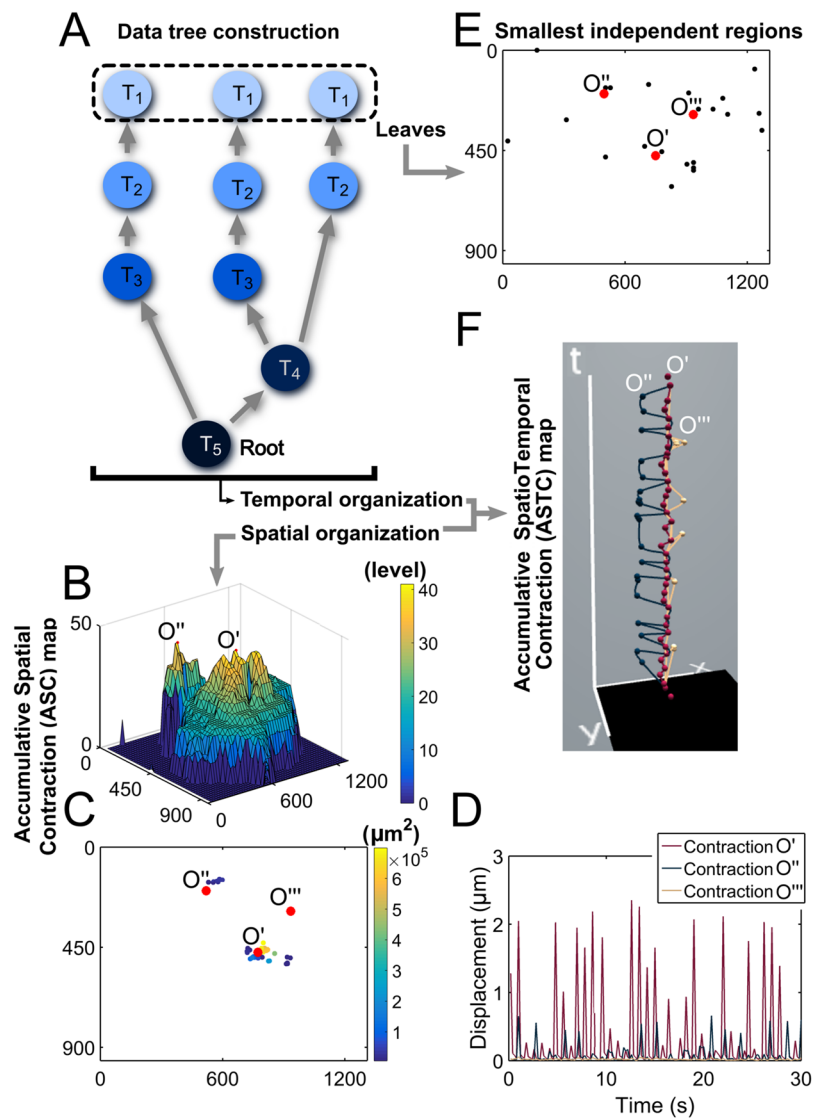 A
Data tree construction
T1 T1 T1
Leaves
T2 T2 T2
T3 T3
T4
T5 Root
Temporal organization
Spatial organization
E
Smallest independent regions
0
450
900
0 600 1200
O''
O'''
O'
F
Accumulative SpatioTemporal
Contraction (ASTC) map
t
O'
O''
O'''
x
y
B
(level)
Accumulative Spatial
Contraction (ASC) map
50
0
0
450
900
0
600
1200
O''
O'
40
30
20
10
0
C
(μm2)
×105
6
5
4
3
2
1
0
450
900
0 600 1200
O''
O'''
O'
D
Contraction O'
Contraction O''
Contraction O'''
Displacement (μm)
3
2
1
0
0 10 20 30
Time (s)